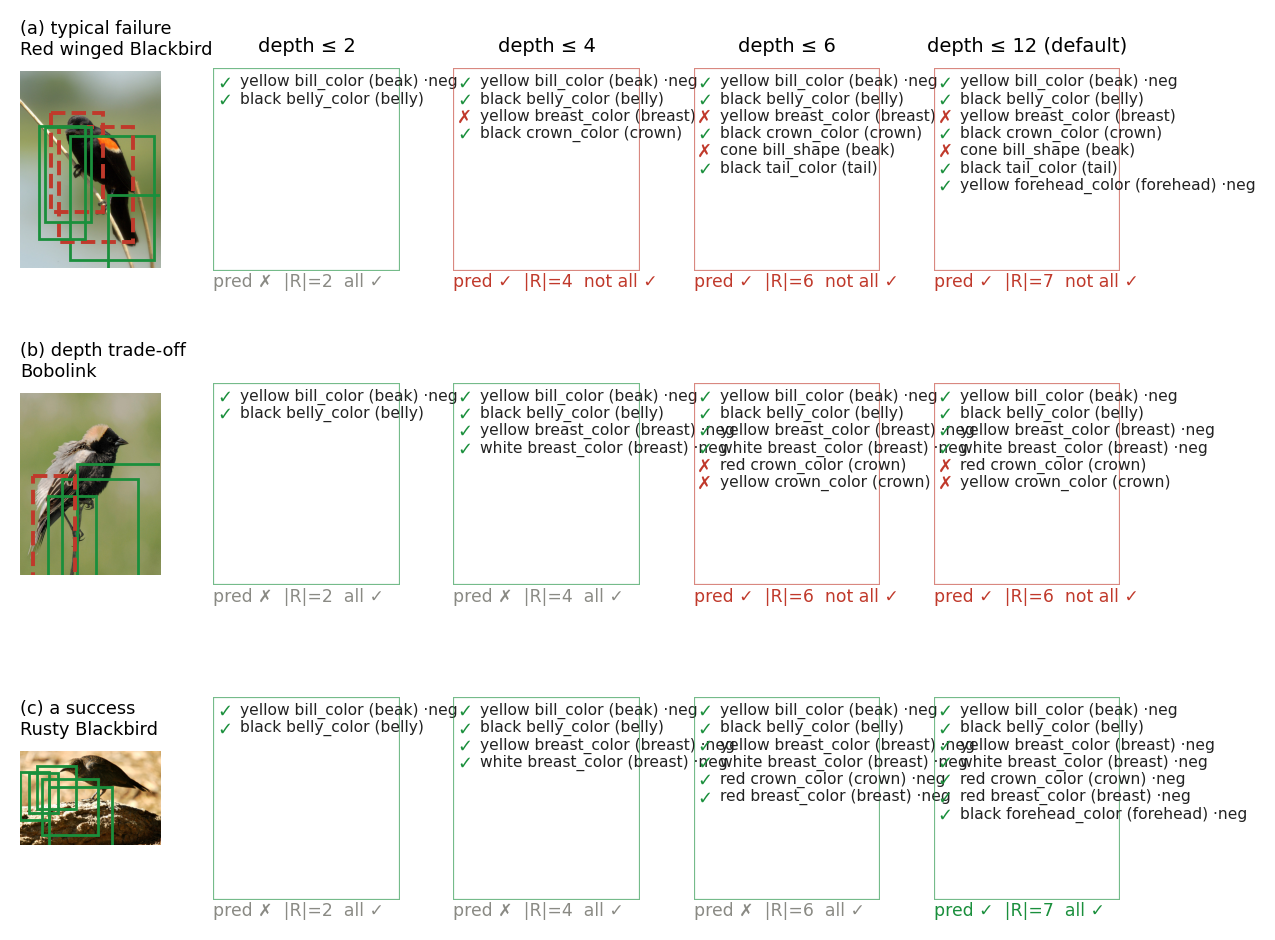 (a) typical failure
Red winged Blackbird
depth ≤ 2
depth ≤ 4
depth ≤ 6
depth ≤ 12 (default)
✓ yellow bill_color (beak) ·neg
✓ black belly_color (belly)
pred ✗ |R|=2 all ✓
✓ yellow bill_color (beak) ·neg
✓ black belly_color (belly)
✗ yellow breast_color (breast)
✓ black crown_color (crown)
pred ✓ |R|=4 not all ✓
✓ yellow bill_color (beak) ·neg
✓ black belly_color (belly)
✗ yellow breast_color (breast)
✓ black crown_color (crown)
✗ cone bill_shape (beak)
✓ black tail_color (tail)
pred ✓ |R|=6 not all ✓
✓ yellow bill_color (beak) ·neg
✓ black belly_color (belly)
✗ yellow breast_color (breast)
✓ black crown_color (crown)
✗ cone bill_shape (beak)
✓ black tail_color (tail)
✓ yellow forehead_color (forehead) ·neg
pred ✓ |R|=7 not all ✓
(b) depth trade-off
Bobolink
✓ yellow bill_color (beak) ·neg
✓ black belly_color (belly)
pred ✗ |R|=2 all ✓
✓ yellow bill_color (beak) ·neg
✓ black belly_color (belly)
✓ yellow breast_color (breast) ·neg
✓ white breast_color (breast) ·neg
pred ✗ |R|=4 all ✓
✓ yellow bill_color (beak) ·neg
✓ black belly_color (belly)
✓ yellow breast_color (breast) ·neg
✓ white breast_color (breast) ·neg
✗ red crown_color (crown)
✗ yellow crown_color (crown)
pred ✓ |R|=6 not all ✓
✓ yellow bill_color (beak) ·neg
✓ black belly_color (belly)
✓ yellow breast_color (breast) ·neg
✓ white breast_color (breast) ·neg
✗ red crown_color (crown)
✗ yellow crown_color (crown)
pred ✓ |R|=6 not all ✓
(c) a success
Rusty Blackbird
✓ yellow bill_color (beak) ·neg
✓ black belly_color (belly)
pred ✗ |R|=2 all ✓
✓ yellow bill_color (beak) ·neg
✓ black belly_color (belly)
✓ yellow breast_color (breast) ·neg
✓ white breast_color (breast) ·neg
pred ✗ |R|=4 all ✓
✓ yellow bill_color (beak) ·neg
✓ black belly_color (belly)
✓ yellow breast_color (breast) ·neg
✓ white breast_color (breast) ·neg
✓ red crown_color (crown) ·neg
✓ red breast_color (breast) ·neg
pred ✗ |R|=6 all ✓
✓ yellow bill_color (beak) ·neg
✓ black belly_color (belly)
✓ yellow breast_color (breast) ·neg
✓ white breast_color (breast) ·neg
✓ red crown_color (crown) ·neg
✓ red breast_color (breast) ·neg
✓ black forehead_color (forehead) ·neg
pred ✓ |R|=7 all ✓